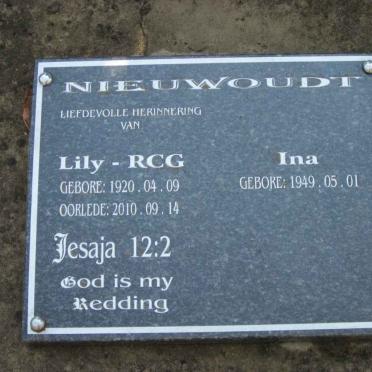 NIEUWOUDT
LIEFDEVOLLE HERINNERING
VAN
Lily - RCG
GEBORE: 1920 . 04 . 09
OORLEDE: 2010 . 09 . 14
Ina
GEBORE: 1949 . 05 . 01
Jesaja 12:2
God is my
Redding